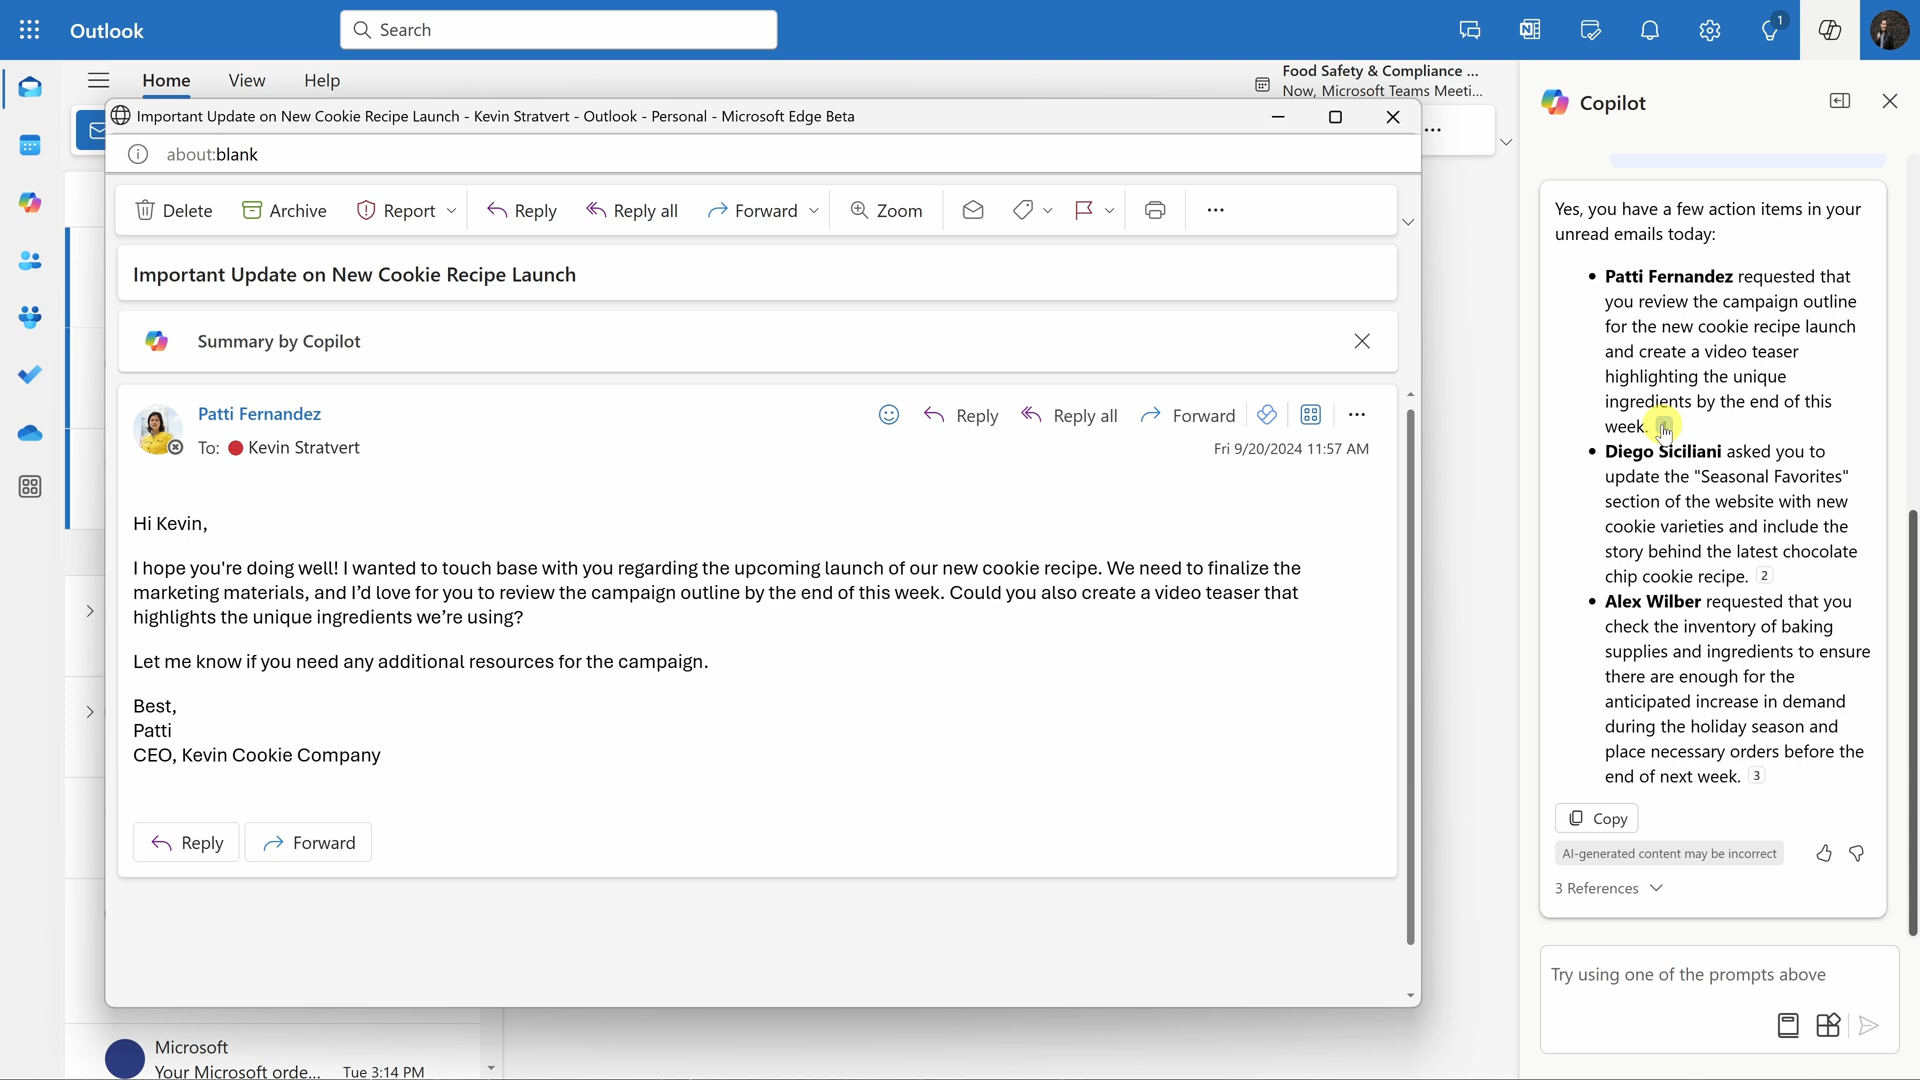 Outlook
Search
1
Home
View
Help
Food Safety & Compliance ...
Now, Microsoft Teams Meeti...
Important Update on New Cookie Recipe Launch - Kevin Stratvert - Outlook - Personal - Microsoft Edge Beta
about:blank
Delete
Archive
Report
Reply
Reply all
Forward
Zoom
Important Update on New Cookie Recipe Launch
Summary by Copilot
Patti Fernandez
To: Kevin Stratvert
Reply
Reply all
Forward
Fri 9/20/2024 11:57 AM
Hi Kevin,
I hope you're doing well! I wanted to touch base with you regarding the upcoming launch of our new cookie recipe. We need to finalize the
marketing materials, and I'd love for you to review the campaign outline by the end of this week. Could you also create a video teaser that
highlights the unique ingredients we're using?
Let me know if you need any additional resources for the campaign.
Best,
Patti
CEO, Kevin Cookie Company
Reply
Forward
Microsoft
Your Microsoft orde...
Tue 3:14 PM
Copilot
Yes, you have a few action items in your
unread emails today:
• Patti Fernandez requested that
you review the campaign outline
for the new cookie recipe launch
and create a video teaser
highlighting the unique
ingredients by the end of this
week.
• Diego Siciliani asked you to
update the "Seasonal Favorites"
section of the website with new
cookie varieties and include the
story behind the latest chocolate
chip cookie recipe. 2
• Alex Wilber requested that you
check the inventory of baking
supplies and ingredients to ensure
there are enough for the
anticipated increase in demand
during the holiday season and
place necessary orders before the
end of next week. 3
Copy
AI-generated content may be incorrect
3 References
Try using one of the prompts above